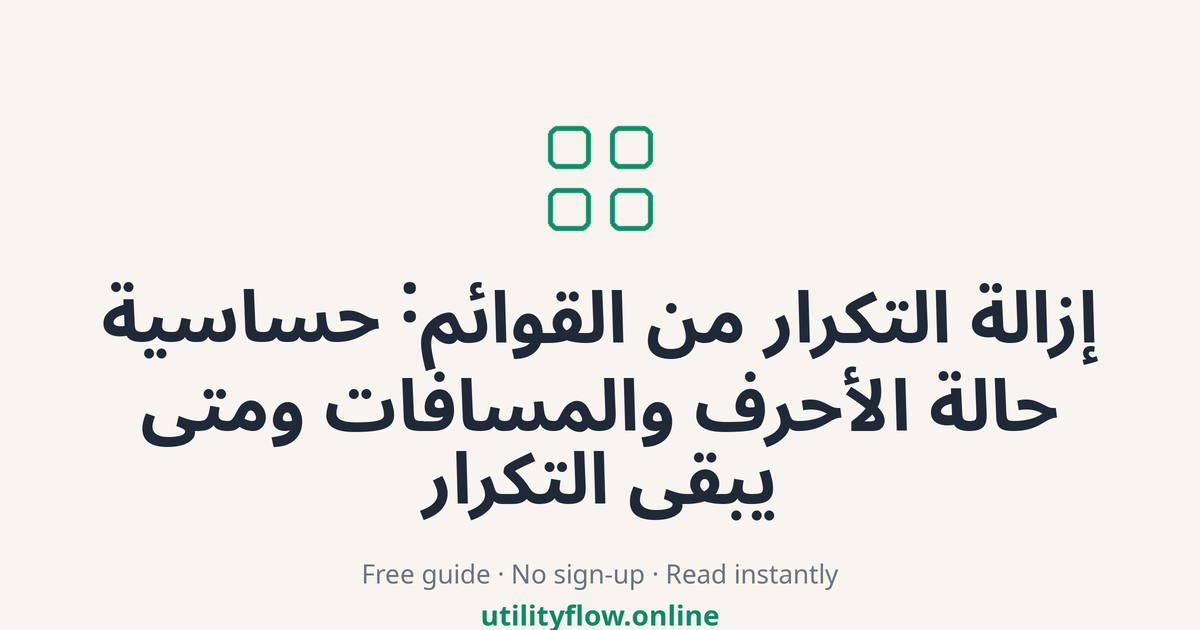 إزالة التكرار من القوائم: حساسية
حالة الأحرف والمسافات ومتى
يبقى التكرار
Free guide · No sign-up · Read instantly
utilityflow.online